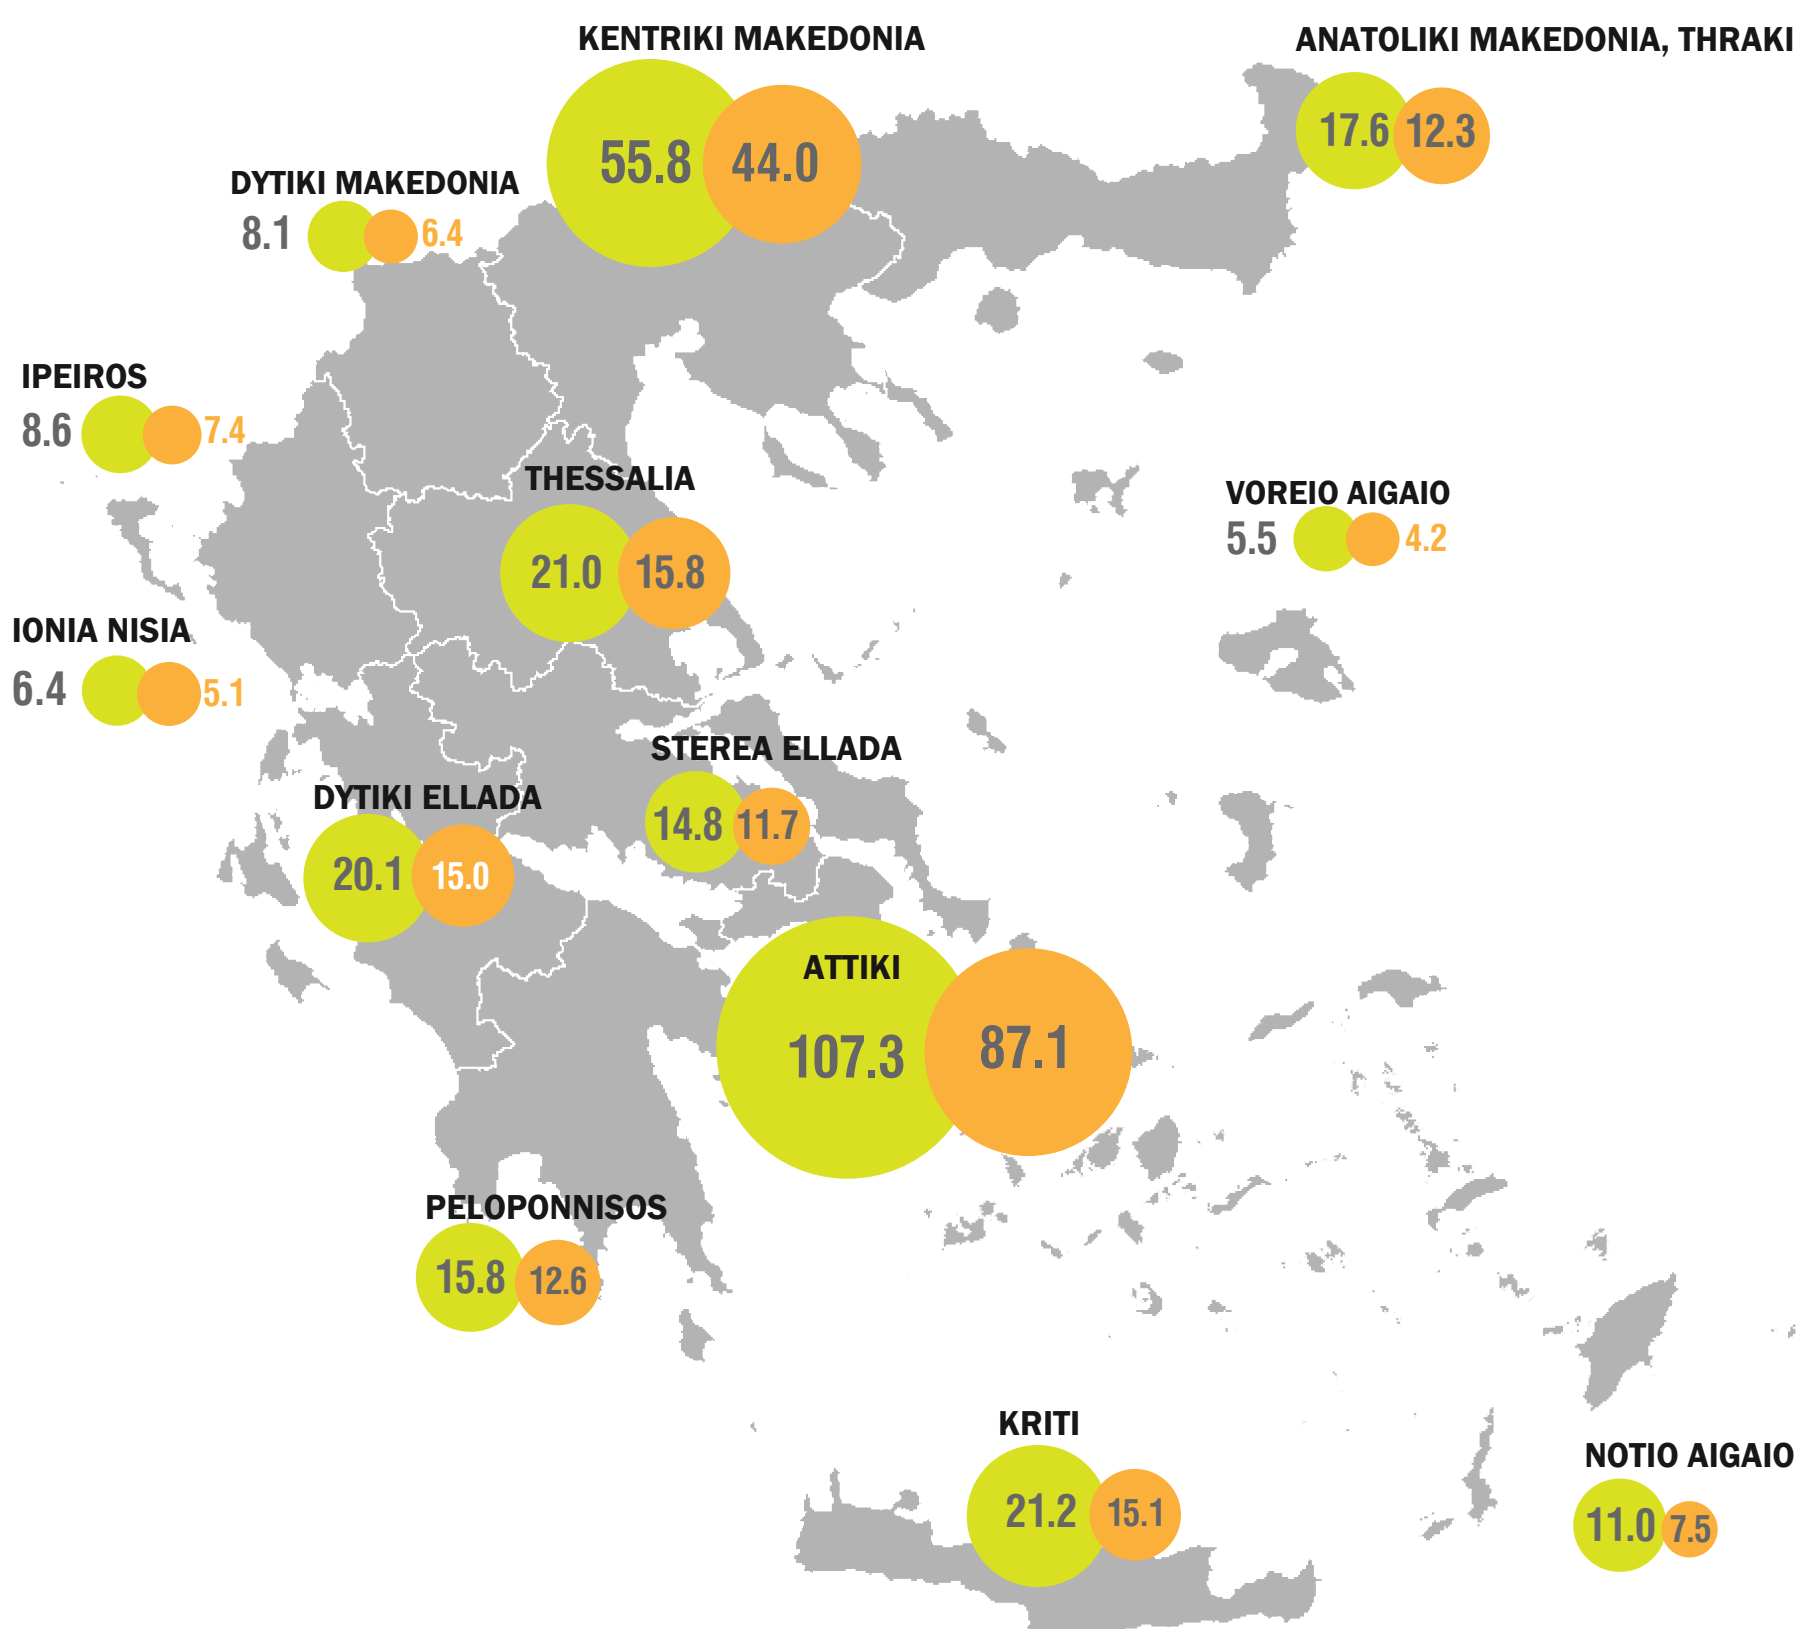 KENTRIKI MAKEDONIA
55.8 44.0
ANATOLIKI MAKEDONIA, THRAKI
17.6 12.3
DYTIKI MAKEDONIA
8.1 6.4
IPEIROS
8.6 7.4
THESSALIA
21.0 15.8
VOREIO AIGAIO
5.5 4.2
IONIA NISIA
6.4 5.1
STEREA ELLADA
14.8 11.7
DYTIKI ELLADA
20.1 15.0
ATTIKI
107.3 87.1
PELOPONNISOS
15.8 12.6
KRITI
21.2 15.1
NOTIO AIGAIO
11.0 7.5